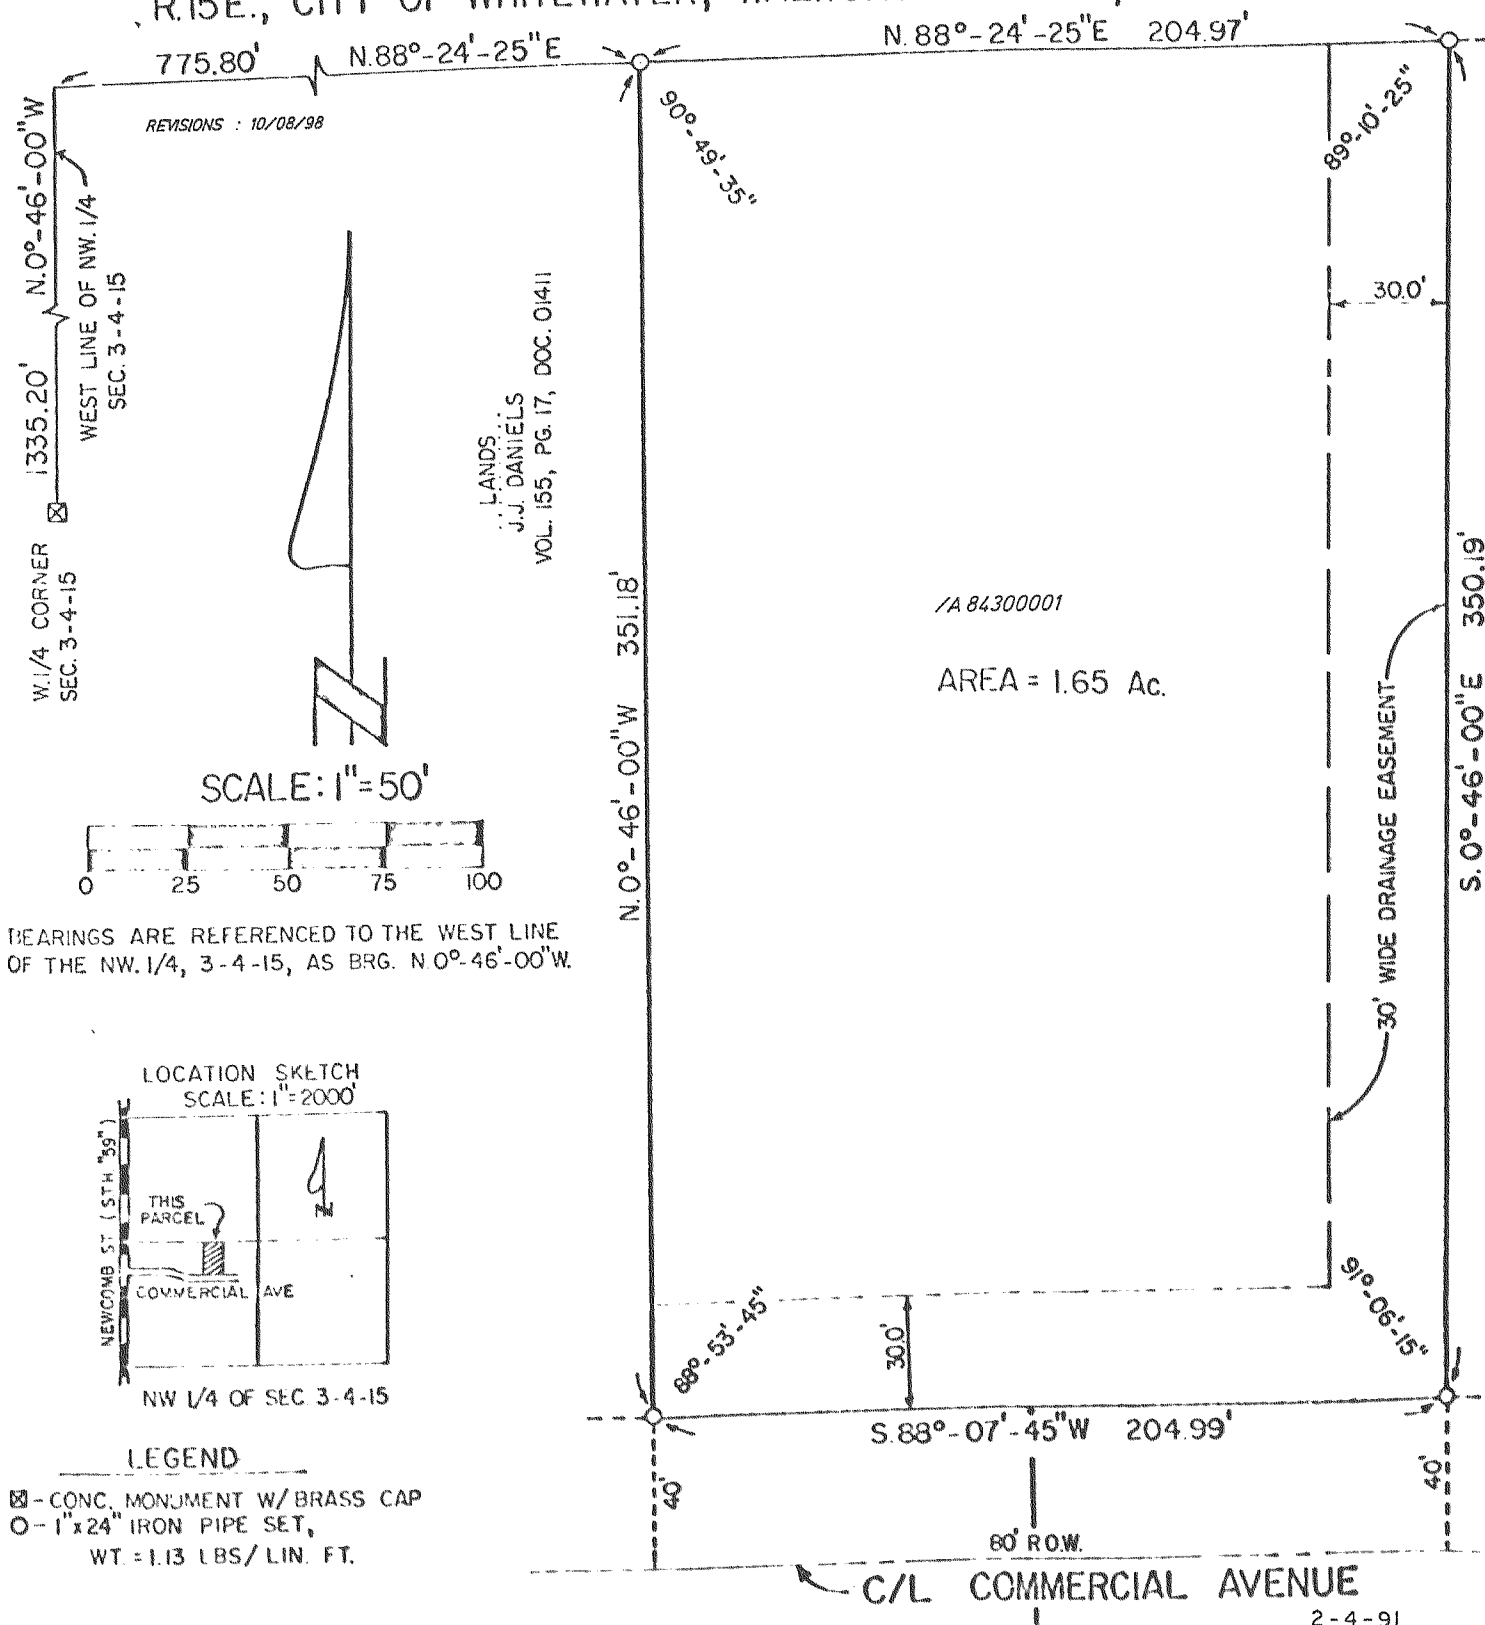 R.15E., CITY OF WHITEWATER,
775.80' N.88°-24'-25"E
N.88°-24'-25"E 204.97'
REVISIONS : 10/08/98
N.0°-46'-00"W
1335.20'
WEST LINE OF NW. 1/4
SEC. 3-4-15
W.1/4 CORNER
SEC. 3-4-15
90°-49'-35"
89°-10'-25"
30.0'
LANDS
J.J. DANIELS
VOL. 155, PG. 17, DOC. 01411
N.0°-46'-00"W 351.18'
/A 84300001
AREA = 1.65 Ac.
30' WIDE DRAINAGE EASEMENT
S.0°-46'-00"E 350.19'
SCALE: 1"=50'
0 25 50 75 100
BEARINGS ARE REFERENCED TO THE WEST LINE
OF THE NW.1/4, 3-4-15, AS BRG. N.0°-46'-00"W.
LOCATION SKETCH
SCALE: 1"=2000'
NEWCOMB ST (STH "59")
THIS
PARCEL
N
COMMERCIAL AVE
NW 1/4 OF SEC. 3-4-15
88°-53'-45"
30.0'
91°-06'-15"
S.88°-07'-45"W 204.99'
40'
40'
LEGEND
- CONC. MONUMENT W/BRASS CAP
O - 1"x24" IRON PIPE SET,
WT. = 1.13 LBS/LIN. FT.
80' R.O.W.
C/L COMMERCIAL AVENUE
2-4-91